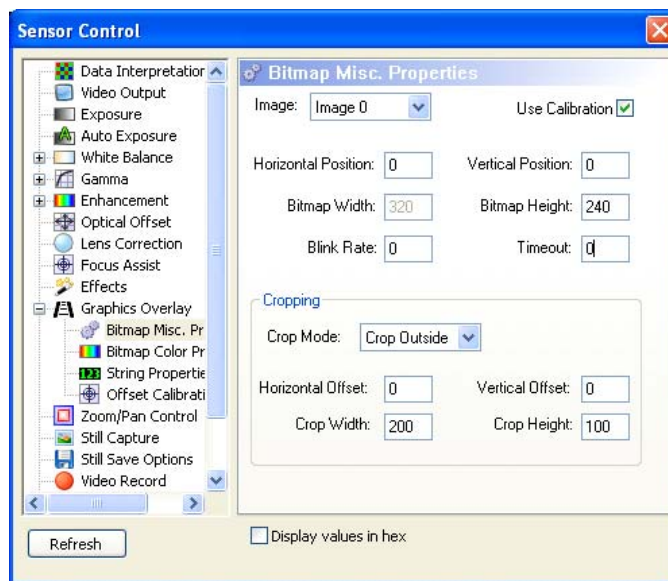 Sensor Control
Data Interpretation
Video Output
Exposure
Auto Exposure
White Balance
Gamma
Enhancement
Optical Offset
Lens Correction
Focus Assist
Effects
Graphics Overlay
Bitmap Misc. Pr
Bitmap Color Pr
String Propertie
Offset Calibrati
Zoom/Pan Control
Still Capture
Still Save Options
Video Record
Refresh
Bitmap Misc. Properties
Image: Image 0 Use Calibration
Horizontal Position: 0 Vertical Position: 0
Bitmap Width: 320 Bitmap Height: 240
Blink Rate: 0 Timeout: 0
Cropping
Crop Mode: Crop Outside
Horizontal Offset: 0 Vertical Offset: 0
Crop Width: 200 Crop Height: 100
Display values in hex